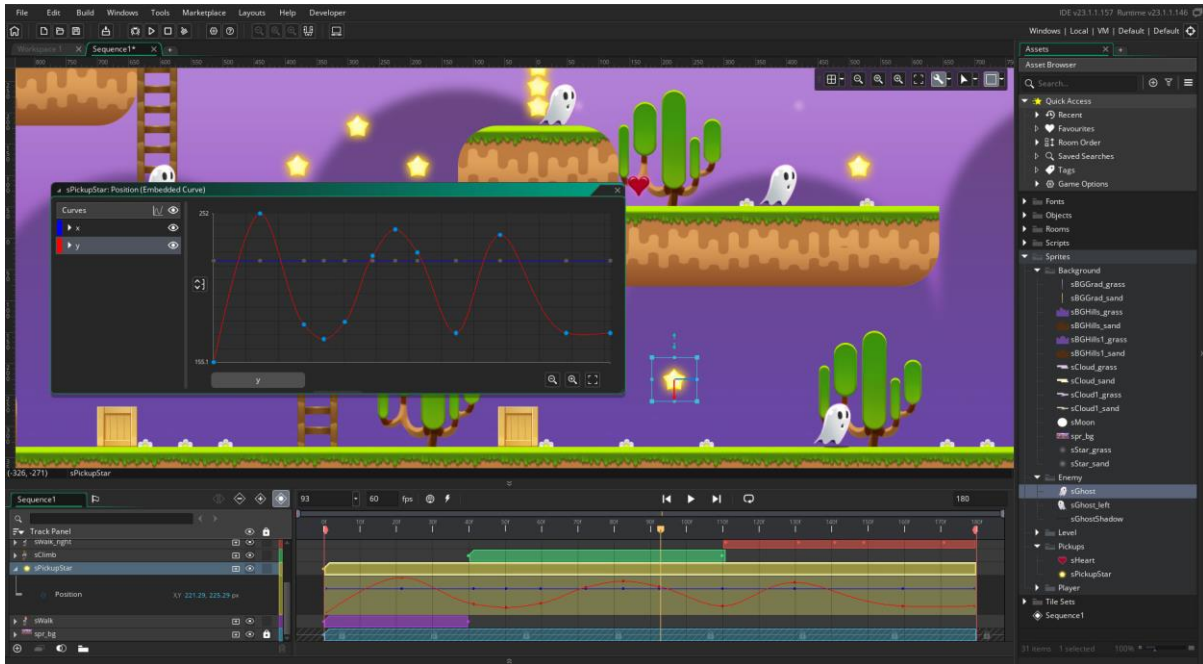 File Edit Build Windows Tools Marketplace Layouts Help Developer
IDE v23.1.1.157 Runtime v23.1.1.146
Windows | Local | VM | Default | Default
Workspace 1
Sequence1*
Assets
Asset Browser
Search...
Quick Access
Recent
Favourites
Room Order
Saved Searches
Tags
Game Options
Fonts
Objects
Rooms
Scripts
Sprites
Background
sBGGrad_grass
sBGGrad_sand
sBGHills_grass
sBGHills_sand
sBGHills1_grass
sBGHills1_sand
sCloud_grass
sCloud_sand
sCloud1_grass
sCloud1_sand
sMoon
spr_bg
sStar_grass
sStar_sand
Enemy
sGhost
sGhost_left
sGhostShadow
Level
Pickups
sHeart
sPickupStar
Player
Tile Sets
Sequence1
31 items 1 selected 100%
sPickupStar: Position (Embedded Curve)
Curves
x
y
252
155.1
y
(-326, -271) sPickupStar
Sequence1
93 60 fps 180
Track Panel
sWalk_right
sClimb
sPickupStar
Position X,Y 221.29, 225.29 px
sWalk
spr_bg